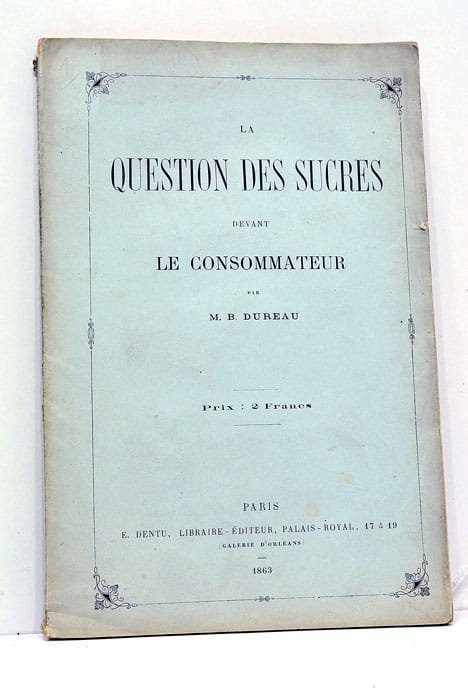 LA
QUESTION DES SUCRES
DEVANT
LE CONSOMMATEUR
PAR
M. B. DUREAU
Prix : 2 Francs
PARIS
E. DENTU, LIBRAIRE-ÉDITEUR, PALAIS-ROYAL, 17 & 19
(GALERIE D'ORLÉANS)
1863